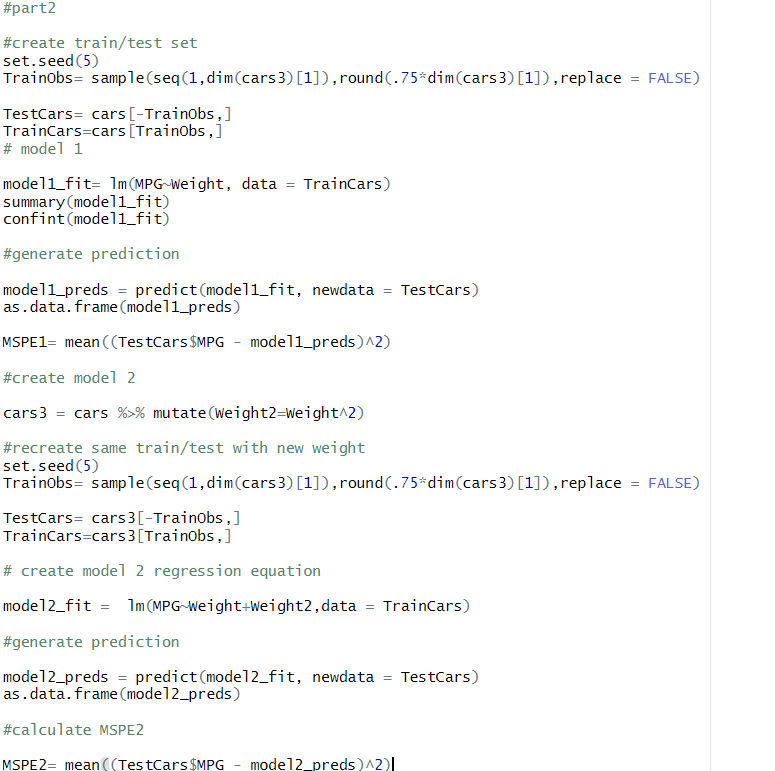 #part2
#create train/test set
set.seed(5)
TrainObs= sample(seq(1,dim(cars3)[1]),round(.75*dim(cars3)[1]),replace = FALSE)
TestCars= cars[-TrainObs,]
TrainCars=cars[TrainObs,]
# model 1
model1_fit= lm(MPG~Weight, data = TrainCars)
summary(model1_fit)
confint(model1_fit)
#generate prediction
model1_preds = predict(model1_fit, newdata = TestCars)
as.data.frame(model1_preds)
MSPE1= mean((TestCars$MPG - model1_preds)^2)
#create model 2
cars3 = cars %>% mutate(Weight2=Weight^2)
#recreate same train/test with new weight
set.seed(5)
TrainObs= sample(seq(1,dim(cars3)[1]),round(.75*dim(cars3)[1]),replace = FALSE)
TestCars= cars3[-TrainObs,]
TrainCars=cars3[TrainObs,]
# create model 2 regression equation
model2_fit =  lm(MPG~Weight+Weight2,data = TrainCars)
#generate prediction
model2_preds = predict(model2_fit, newdata = TestCars)
as.data.frame(model2_preds)
#calculate MSPE2
MSPE2= mean((TestCars$MPG - model2_preds)^2)